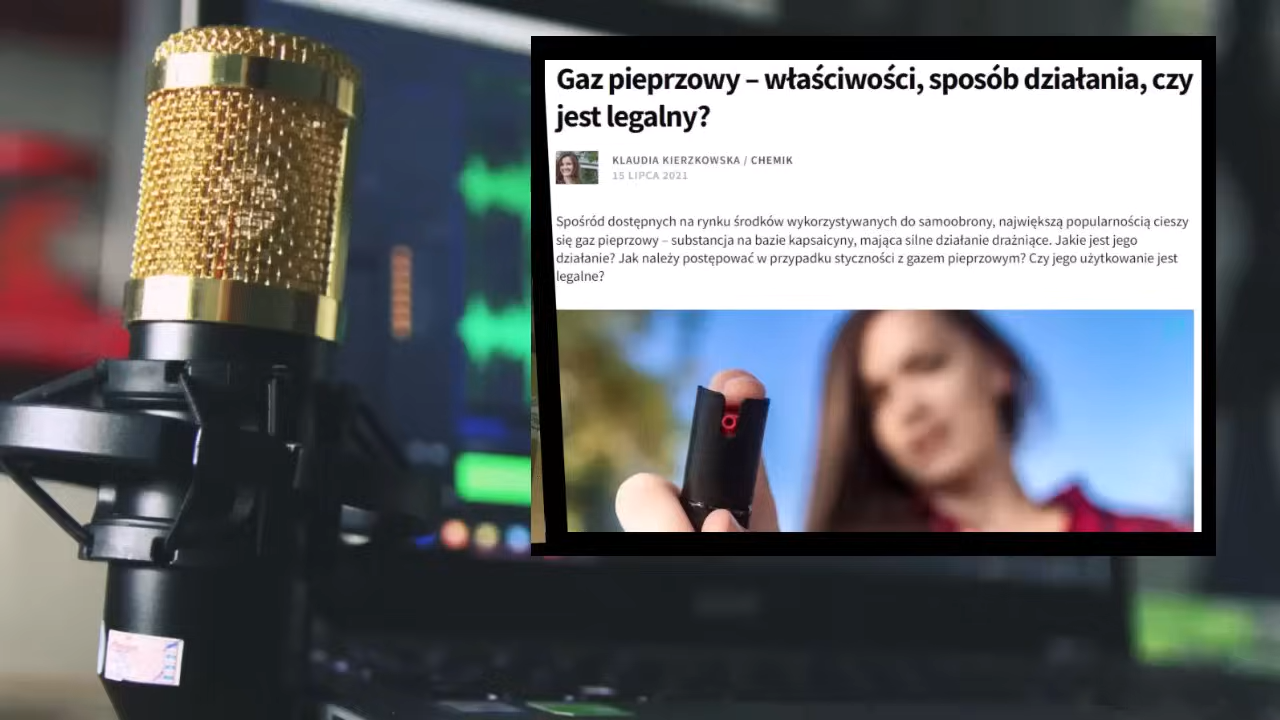 Gaz pieprzowy – właściwości, sposób działania, czy
jest legalny?
KLAUDIA KIERZKOWSKA / CHEMIK
15 LIPCA 2021
Spośród dostępnych na rynku środków wykorzystywanych do samoobrony, największą popularnością cieszy
się gaz pieprzowy – substancja na bazie kapsaicyny, mająca silne działanie drażniące. Jakie jest jego
działanie? Jak należy postępować w przypadku styczności z gazem pieprzowym? Czy jego użytkowanie jest
legalne?